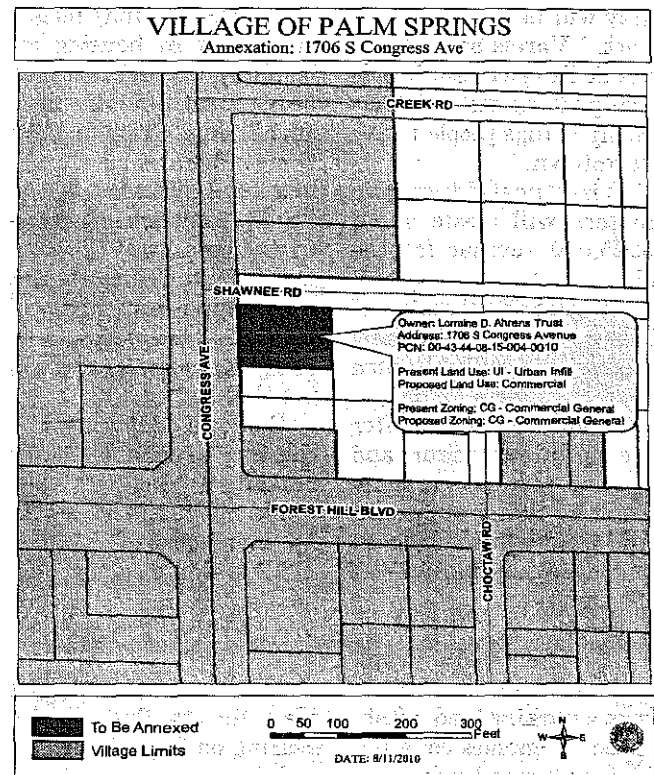 VILLAGE OF PALM SPRINGS
Annexation: 1706 S Congress Ave
CREEK RD
SHAWNEE RD
Owner: Lorraine D. Ahrens Trust
Address: 1706 S Congress Avenue
PCN: 00-43-44-08-15-004-0010
Present Land Use: UI - Urban Infill
Proposed Land Use: Commercial
Present Zoning: CG - Commercial General
Proposed Zoning: CG - Commercial General
CONGRESS AVE
FOREST HILL BLVD
CHOCTAW RD
To Be Annexed
Village Limits
0 50 100 200 300
Feet
N
W E
S
DATE: 8/11/2010